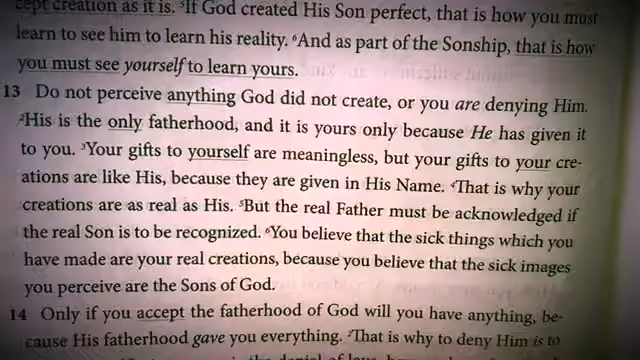 cept creation as it is. ⁵If God created His Son perfect, that is how you must
learn to see him to learn his reality. ⁶And as part of the Sonship, that is how
you must see yourself to learn yours.
13 Do not perceive anything God did not create, or you are denying Him.
²His is the only fatherhood, and it is yours only because He has given it
to you. ³Your gifts to yourself are meaningless, but your gifts to your cre-
ations are like His, because they are given in His Name. ⁴That is why your
creations are as real as His. ⁵But the real Father must be acknowledged if
the real Son is to be recognized. ⁶You believe that the sick things which you
have made are your real creations, because you believe that the sick images
you perceive are the Sons of God.
14 Only if you accept the fatherhood of God will you have anything, be-
cause His fatherhood gave you everything. ²That is why to deny Him is to
the denial of love